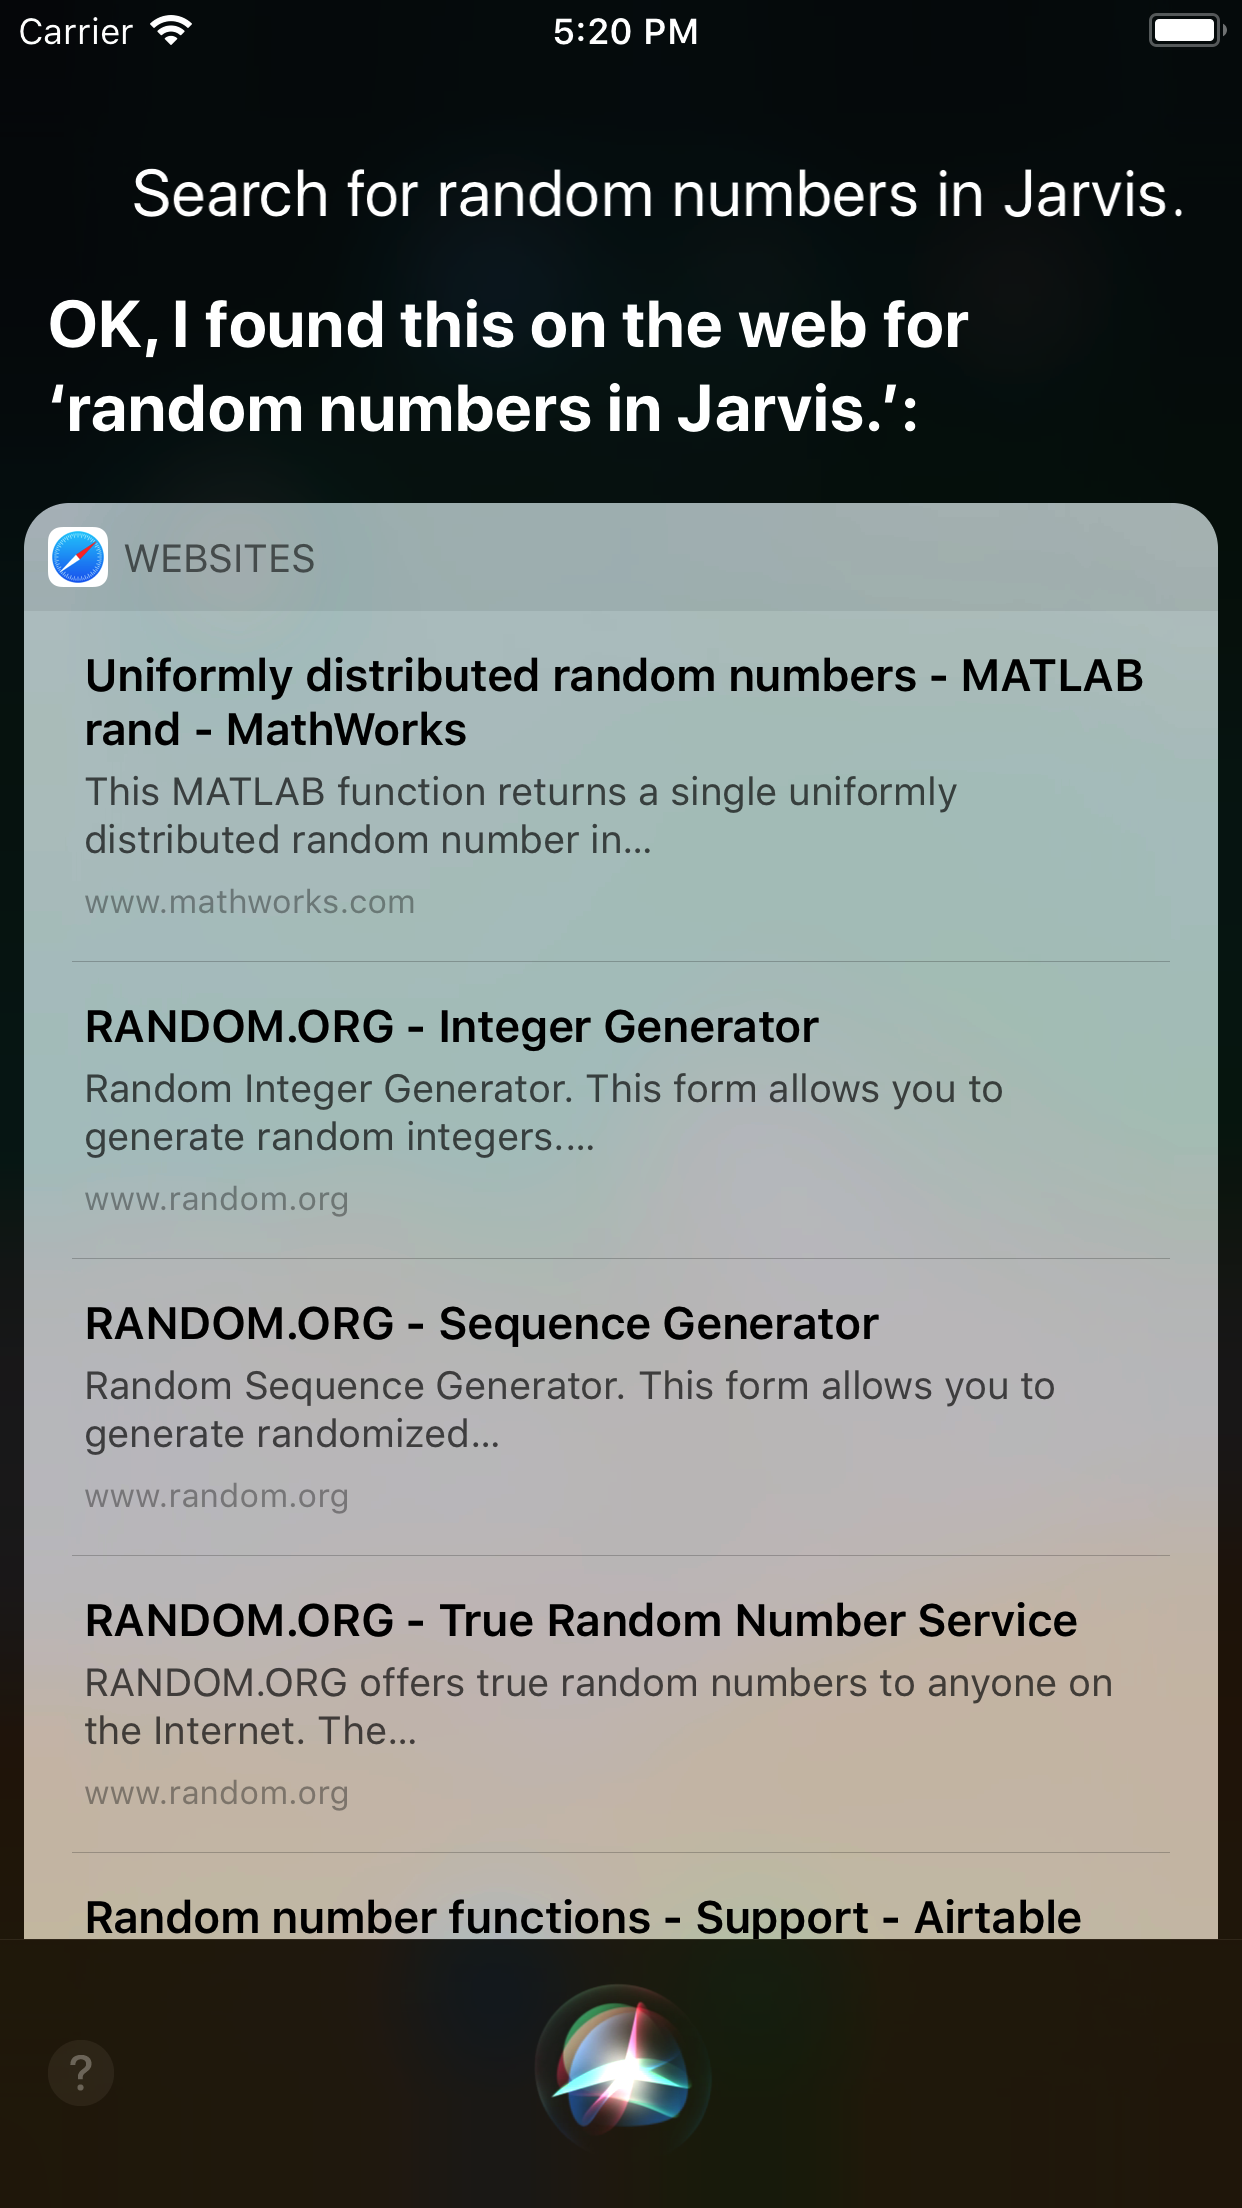 Carrier
5:20 PM
Search for random numbers in Jarvis.
OK, I found this on the web for
‘random numbers in Jarvis.’:
WEBSITES
Uniformly distributed random numbers - MATLAB
rand - MathWorks
This MATLAB function returns a single uniformly
distributed random number in...
www.mathworks.com
RANDOM.ORG - Integer Generator
Random Integer Generator. This form allows you to
generate random integers....
www.random.org
RANDOM.ORG - Sequence Generator
Random Sequence Generator. This form allows you to
generate randomized...
www.random.org
RANDOM.ORG - True Random Number Service
RANDOM.ORG offers true random numbers to anyone on
the Internet. The...
www.random.org
Random number functions - Support - Airtable
?